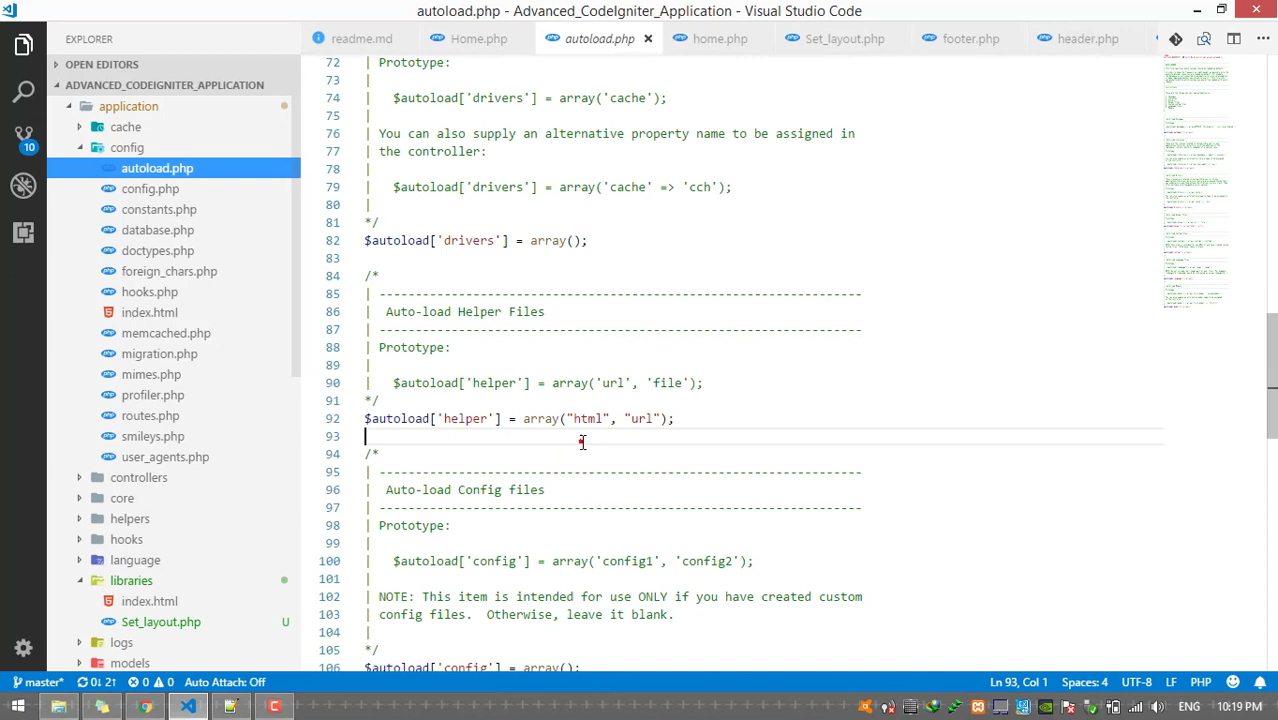 autoload.php - Advanced_CodeIgniter_Application - Visual Studio Code
EXPLORER
OPEN EDITORS
ADVANCED_CODEIGNITER_APPLICATION
application
cache
config
autoload.php
config.php
constants.php
database.php
doctypes.php
foreign_chars.php
hooks.php
index.html
memcached.php
migration.php
mimes.php
profiler.php
routes.php
smileys.php
user_agents.php
controllers
core
helpers
hooks
language
libraries
index.html
Set_layout.php U
logs
models
10
readme.md Home.php autoload.php home.php Set_layout.php footer.php header.php
72 | Prototype:
73 |
74 | $autoload['drivers'] = array('cache');
75 |
76 | You can also supply an alternative property name to be assigned in
77 | the controller:
78 |
79 | $autoload['drivers'] = array('cache' => 'cch');
80 |
81 */
82 $autoload['drivers'] = array();
83
84 /*
85 | -------------------------------------------------------------------
86 | Auto-load Helper Files
87 | -------------------------------------------------------------------
88 | Prototype:
89 |
90 | $autoload['helper'] = array('url', 'file');
91 */
92 $autoload['helper'] = array("html", "url");
93
94 /*
95 | -------------------------------------------------------------------
96 | Auto-load Config files
97 | -------------------------------------------------------------------
98 | Prototype:
99 |
100 | $autoload['config'] = array('config1', 'config2');
101 |
102 | NOTE: This item is intended for use ONLY if you have created custom
103 | config files.  Otherwise, leave it blank.
104 |
105 */
106 $autoload['config'] = array();
master* 0↓ 2↑ 0 0 Auto Attach: Off Ln 93, Col 1 Spaces: 4 UTF-8 LF PHP
ENG 10:19 PM